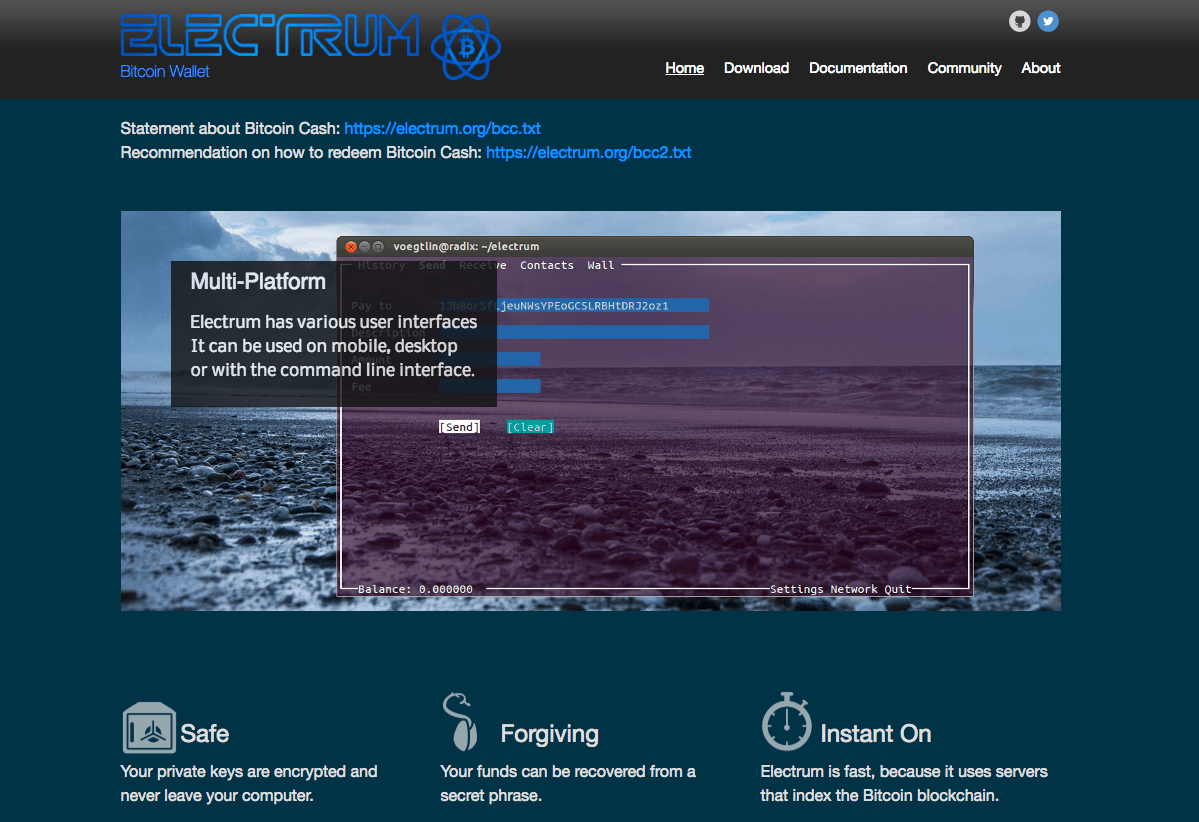 ELECTRUM
Bitcoin Wallet
Home Download Documentation Community About
Statement about Bitcoin Cash: https://electrum.org/bcc.txt
Recommendation on how to redeem Bitcoin Cash: https://electrum.org/bcc2.txt
voegtlin@radix: ~/electrum
History Send Receive Contacts Wall
Multi-Platform
Pay to
Electrum has various user interfaces
Description
It can be used on mobile, desktop
Amount
or with the command line interface.
Fee
[Send] [Clear]
Balance: 0.000000 Settings Network Quit
Safe
Your private keys are encrypted and
never leave your computer.
Forgiving
Your funds can be recovered from a
secret phrase.
Instant On
Electrum is fast, because it uses servers
that index the Bitcoin blockchain.